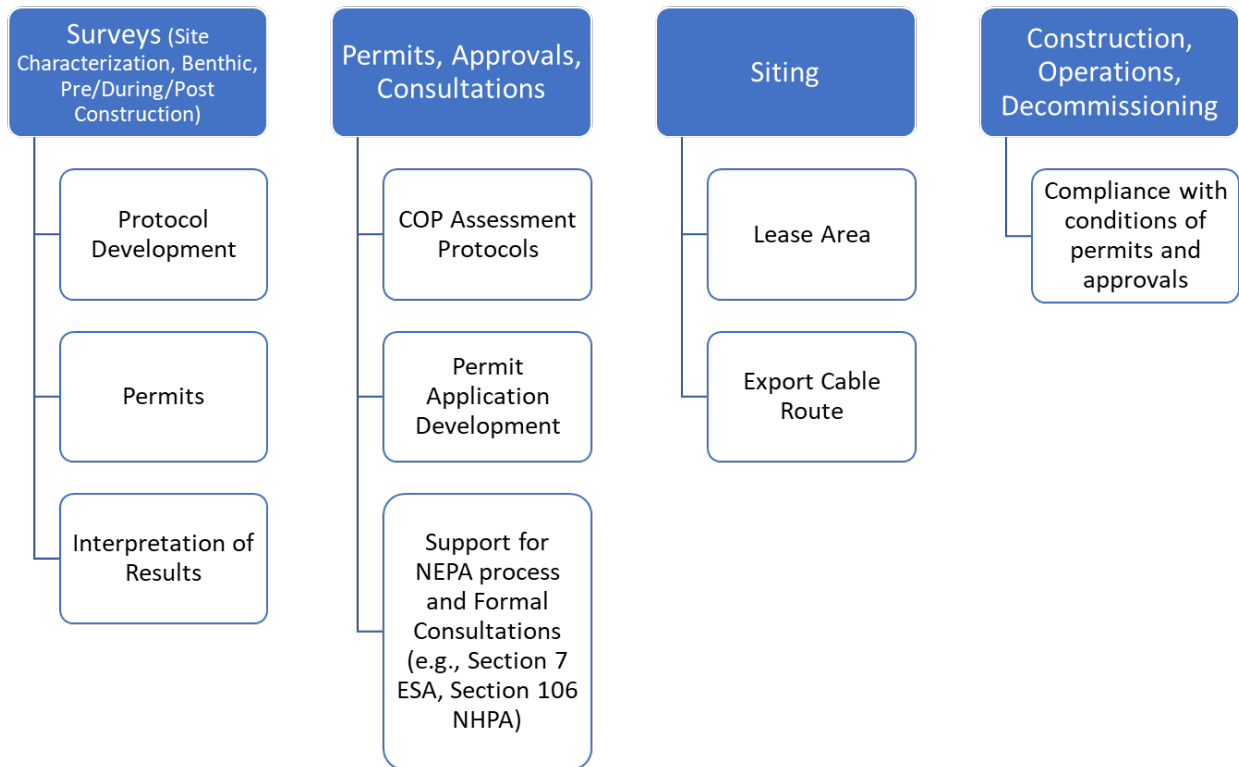 Surveys (Site
Characterization, Benthic,
Pre/During/Post
Construction)
Protocol
Development
Permits
Interpretation of
Results
Permits, Approvals,
Consultations
COP Assessment
Protocols
Permit
Application
Development
Support for
NEPA process
and Formal
Consultations
(e.g., Section 7
ESA, Section 106
NHPA)
Siting
Lease Area
Export Cable
Route
Construction,
Operations,
Decommissioning
Compliance with
conditions of
permits and
approvals